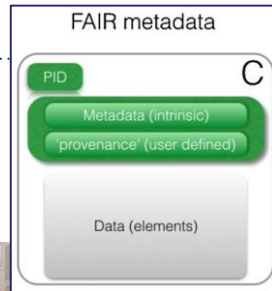 FAIR metadata
PID
C
Metadata (intrinsic)
'provenance' (user defined)
Data (elements)